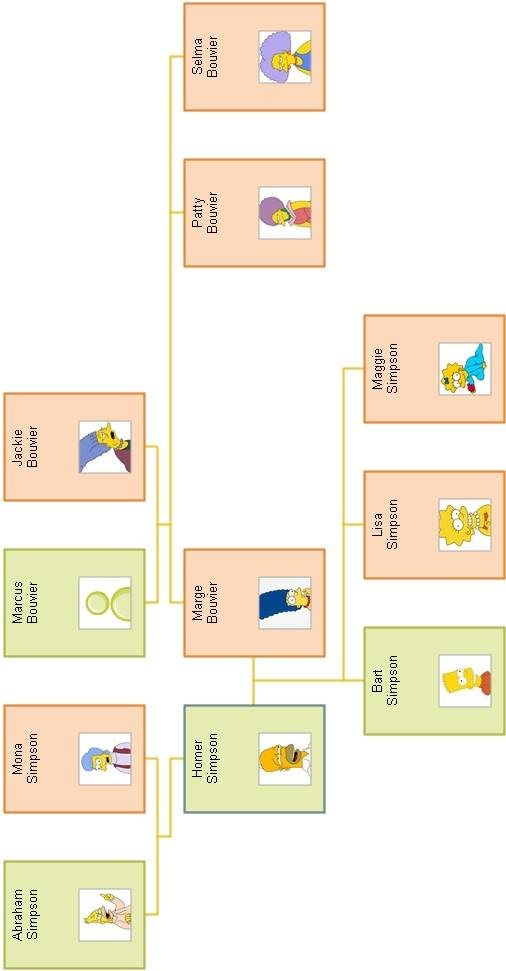 Abraham
Simpson
Mona
Simpson
Marcus
Bouvier
Jackie
Bouvier
Homer
Simpson
Marge
Bouvier
Patty
Bouvier
Selma
Bouvier
Bart
Simpson
Lisa
Simpson
Maggie
Simpson